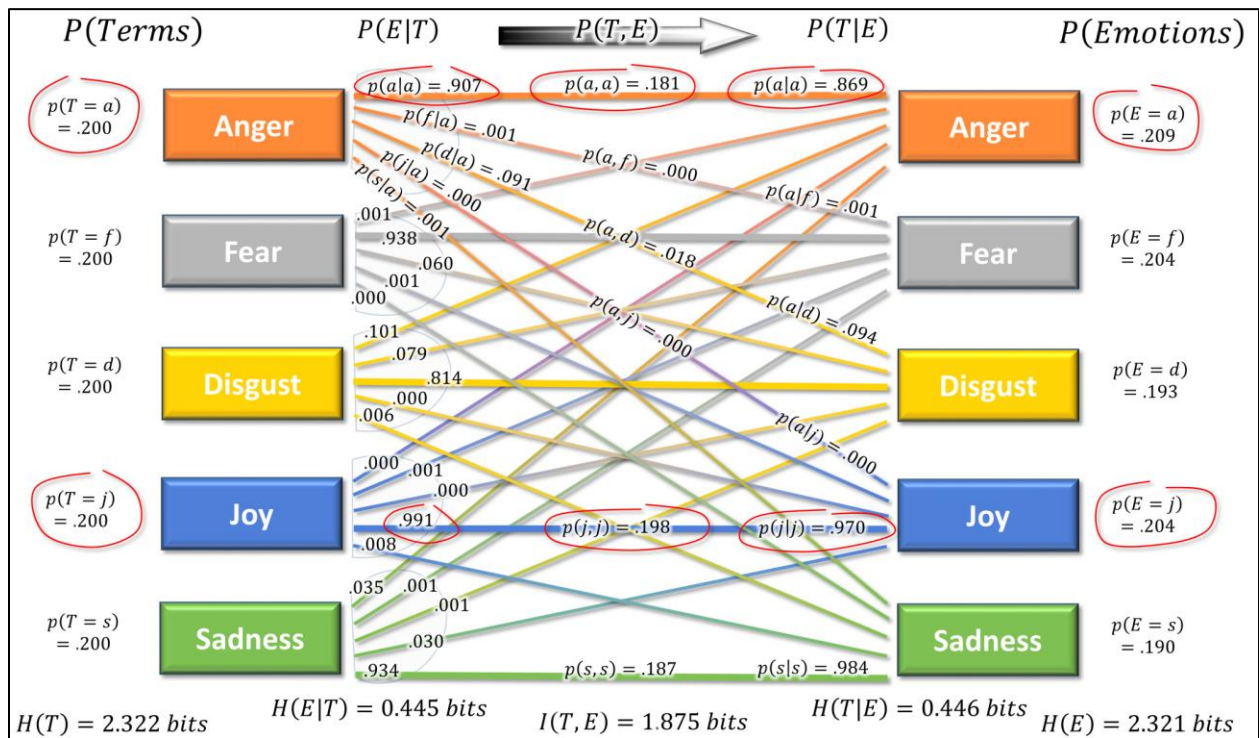 P(Terms)
P(E|T)
P(T, E)
P(T|E)
P(Emotions)
p(T = a)
= .200
Anger
p(a|a) = .907
p(a, a) = .181
p(a|a) = .869
Anger
p(E = a)
= .209
p(f|a) = .001
p(d|a) = .091
p(j|a) = .000
p(s|a) = .001
p(a, f) = .000
p(a|f) = .001
p(T = f)
= .200
Fear
.001
.938
.060
.001
.000
p(a, d) = .018
p(a|d) = .094
Fear
p(E = f)
= .204
p(T = d)
= .200
Disgust
.101
.079
.814
.000
.006
p(a, j) = .000
p(a|j) = .000
Disgust
p(E = d)
= .193
p(T = j)
= .200
Joy
.000
.001
.000
.991
.008
p(j, j) = .198
p(j|j) = .970
Joy
p(E = j)
= .204
p(T = s)
= .200
Sadness
.035
.001
.001
.030
.934
p(s, s) = .187
p(s|s) = .984
Sadness
p(E = s)
= .190
H(T) = 2.322 bits
H(E|T) = 0.445 bits
I(T, E) = 1.875 bits
H(T|E) = 0.446 bits
H(E) = 2.321 bits